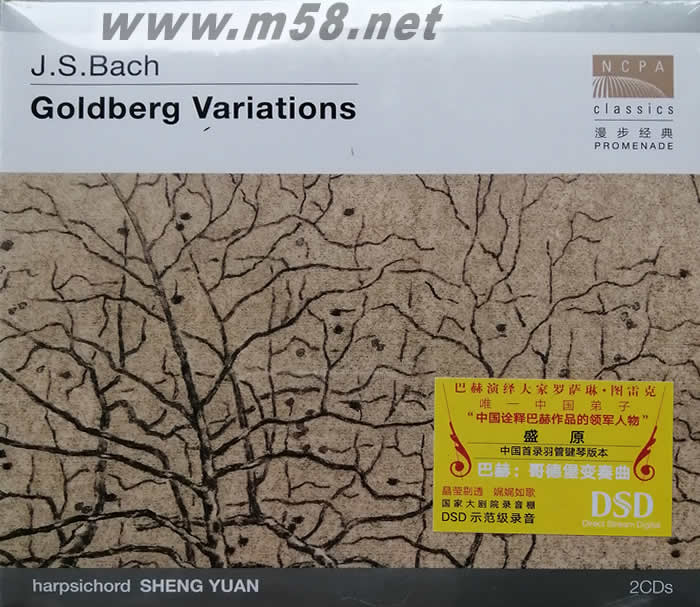 www.m58.net
J.S.Bach
Goldberg Variations
NCPA
classics
漫步经典
PROMENADE
巴赫演绎大家罗萨琳·图雷克
唯一中国弟子
“中国诠释巴赫作品的领军人物”
盛原
中国首录羽管键琴版本
巴赫：哥德堡变奏曲
晶莹剔透 娓娓如歌
国家大剧院录音棚
DSD 示范级录音
DSD
Direct Stream Digital
harpsichord SHENG YUAN
2CDs